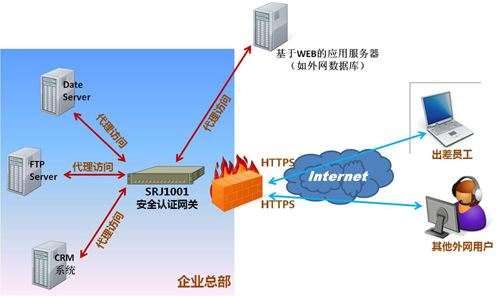 基于WEB的应用服务器
（如外网数据库）
Date
Server
代理访问
代理访问
FTP
Server
代理访问
SRJ1001
安全认证网关
代理访问
CRM
系统
企业总部
HTTPS
HTTPS
Internet
出差员工
其他外网用户